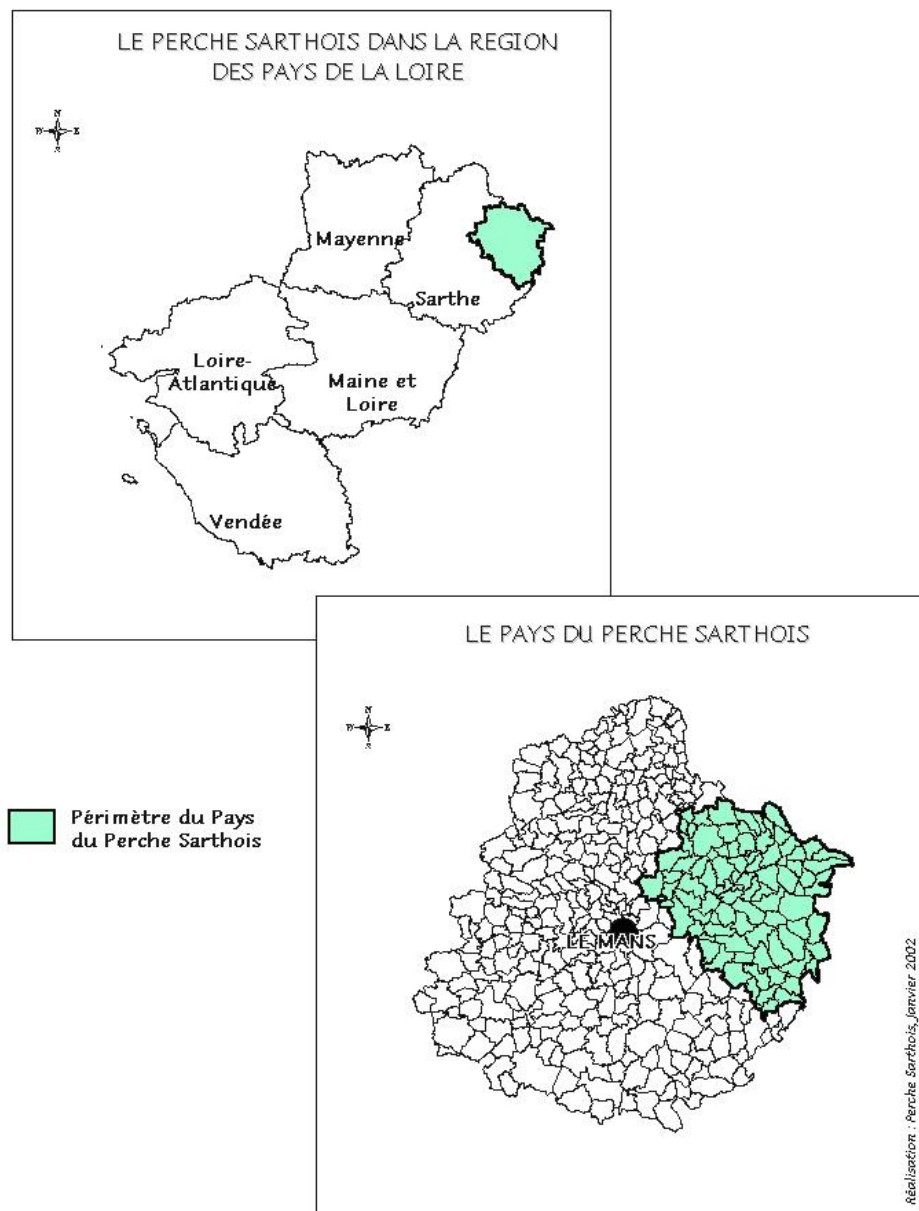 LE PERCHE SARTHOIS DANS LA REGION
DES PAYS DE LA LOIRE
N
W E
S
Mayenne
Sarthe
Loire-
Atlantique
Maine et
Loire
Vendée
LE PAYS DU PERCHE SARTHOIS
N
W E
S
Périmètre du Pays
du Perche Sarthois
LE MANS
Réalisation : Perche Sarthois, Janvier 2002